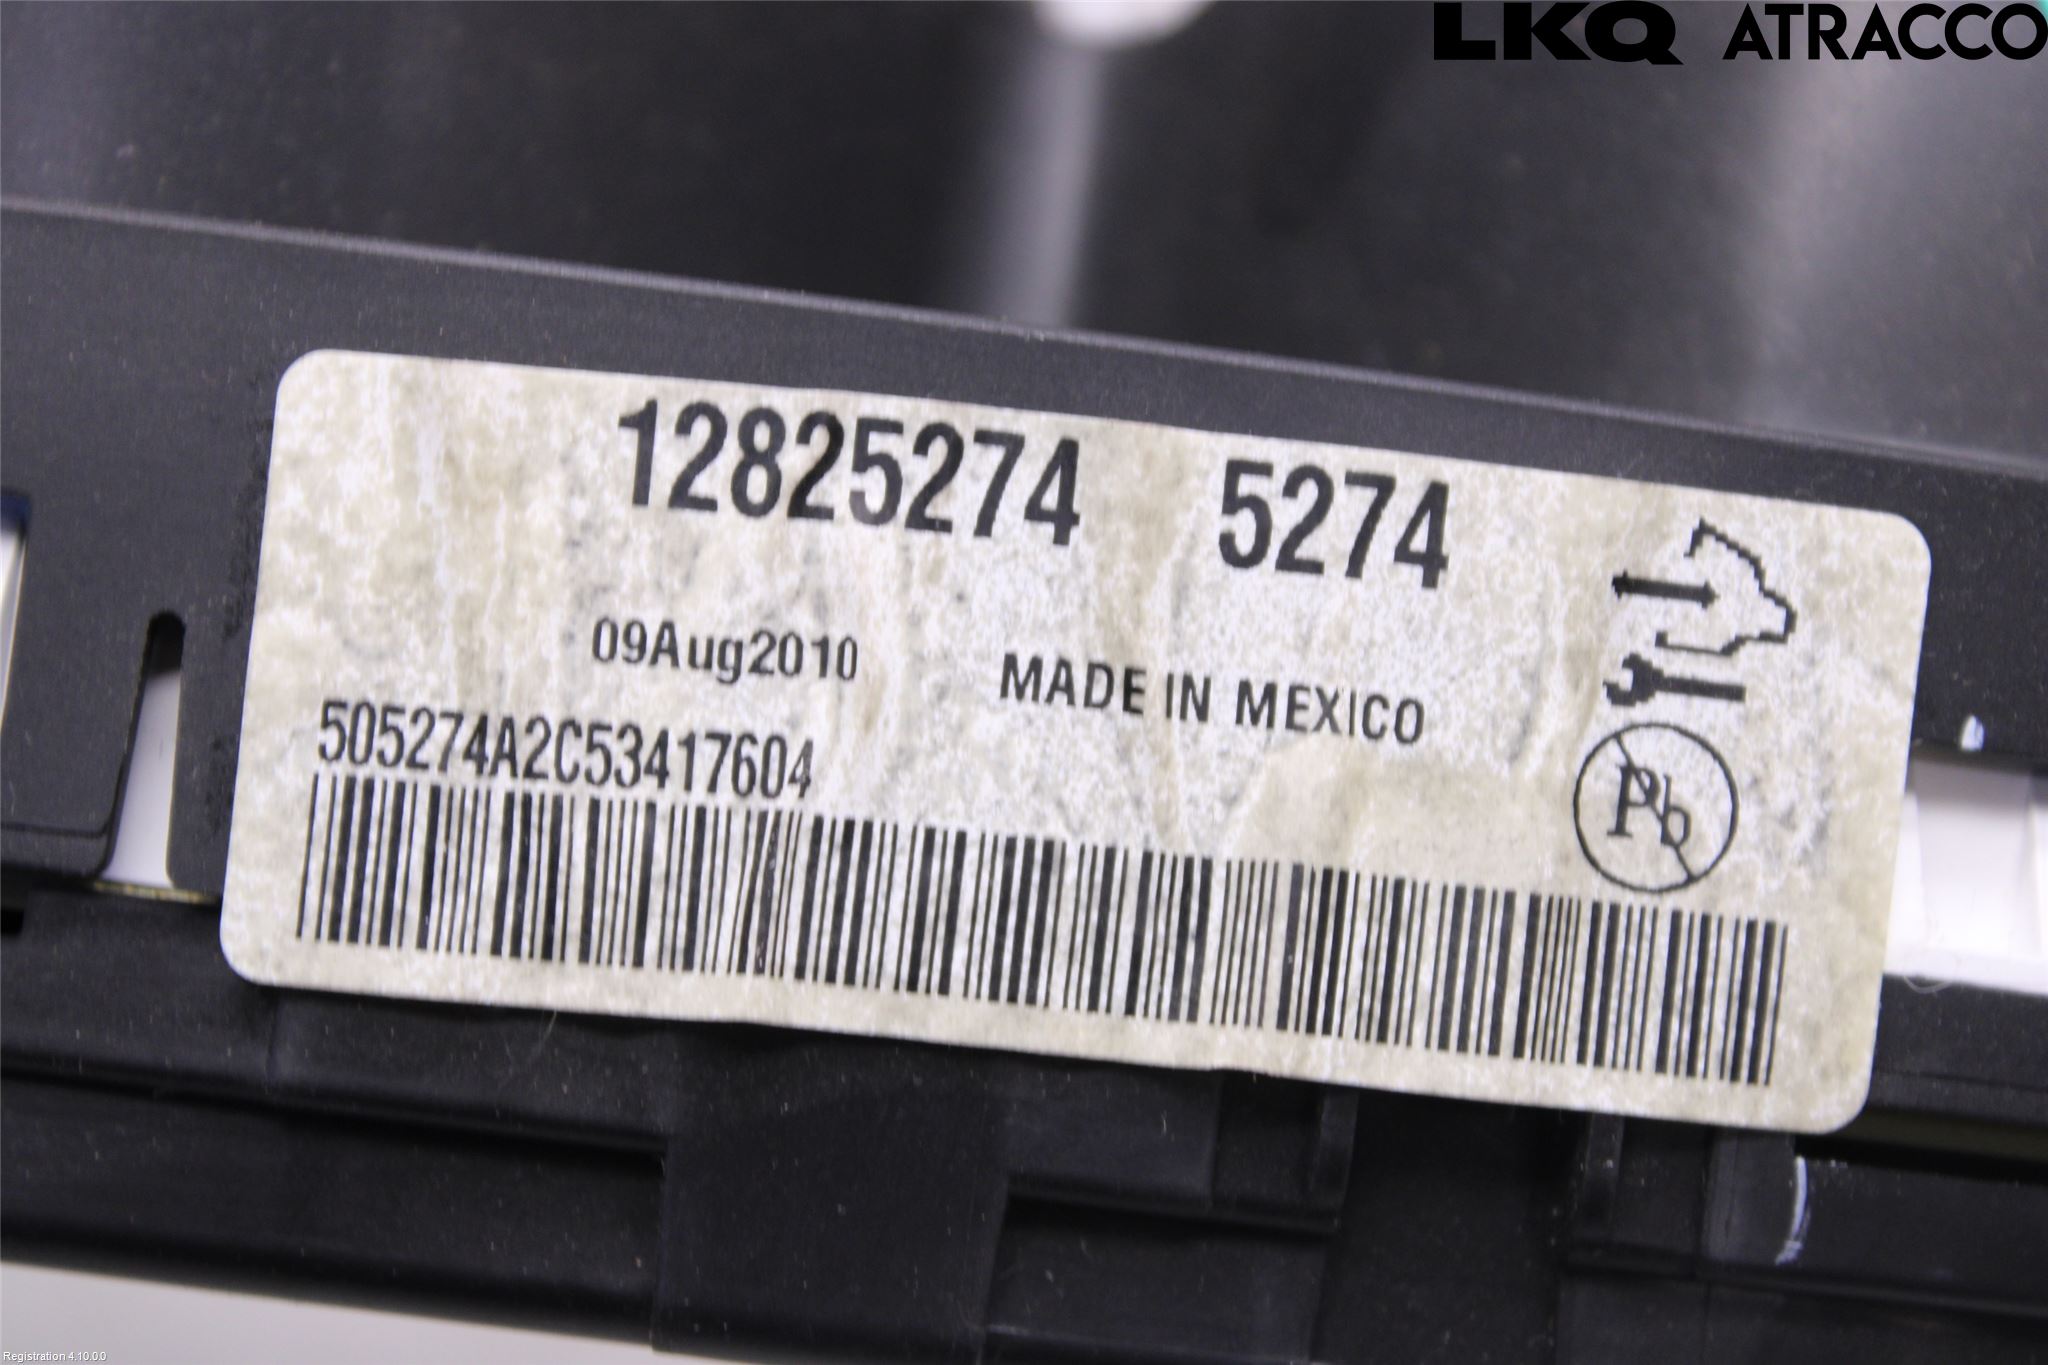 LKQ ATRACCO
12825274 5274
09Aug2010
MADE IN MEXICO
505274A2C53417604
Pb
Registration 4.10.0.0